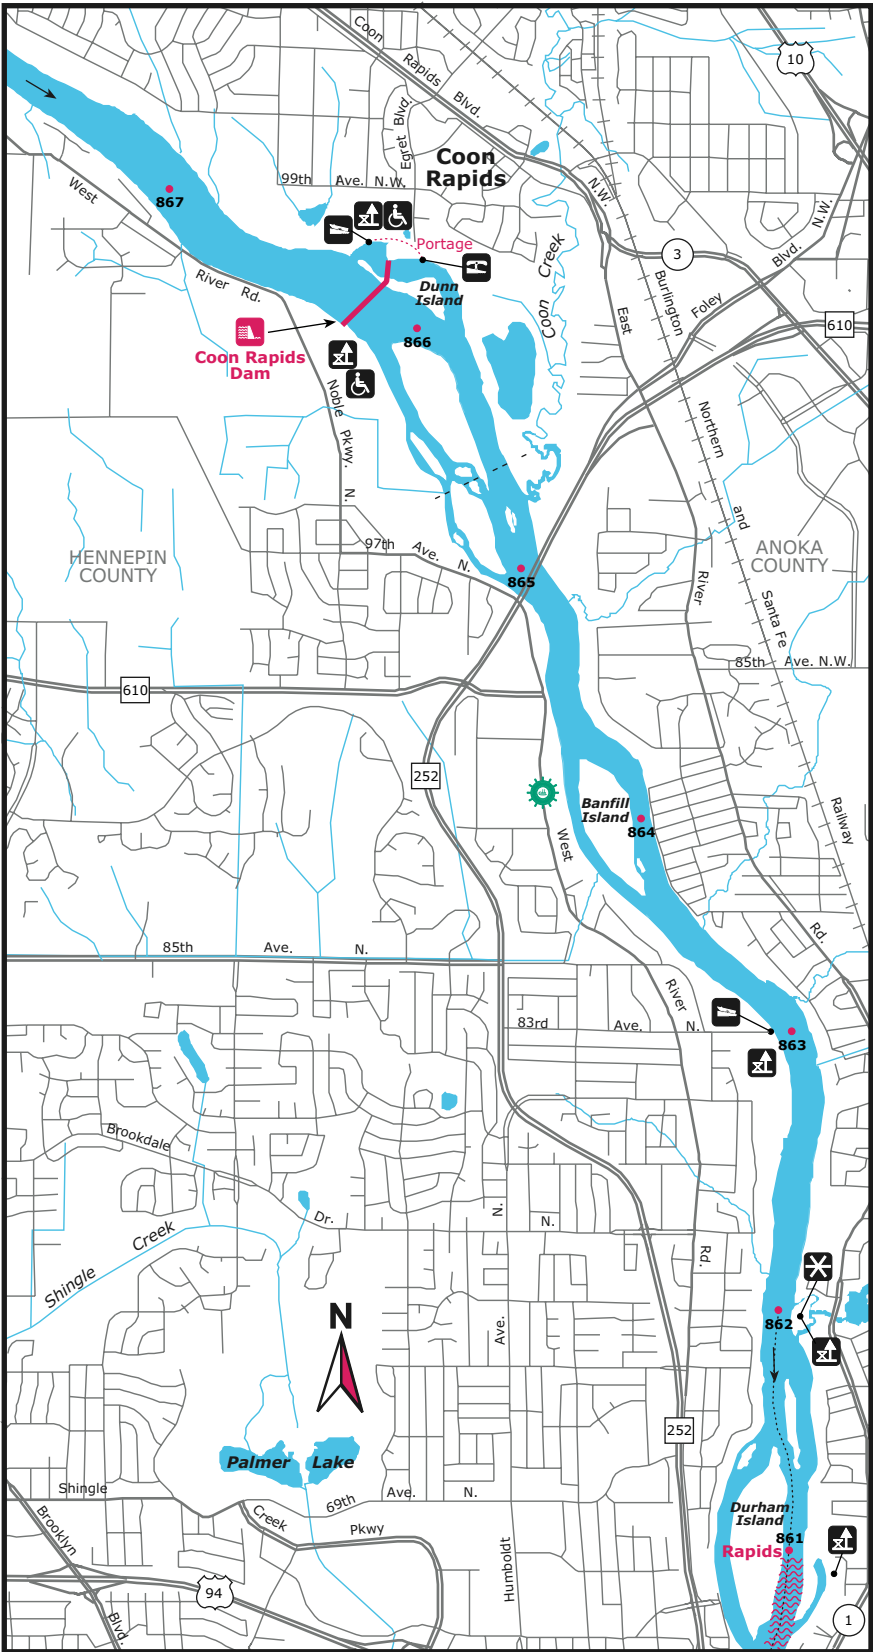 Coon
Rapids
Blvd.
10
Egret Blvd.
Coon
Rapids
99th Ave. N.W.
N.W.
N.W.
West
867
Portage
Coon Creek
3
Blvd.
Foley
Burlington
Dunn
Island
River Rd.
East
610
866
Coon Rapids
Dam
Noble Pkwy. N.
Northern
and
97th Ave. N.
HENNEPIN
COUNTY
ANOKA
COUNTY
865
River
Santa Fe
85th Ave. N.W.
610
252
Banfill
Island
864
West
Railway
Rd.
85th Ave. N.
River
83rd Ave. N.
863
Brookdale
Dr.
N.
N.
Shingle Creek
Rd.
N
Ave.
862
252
Palmer Lake
Shingle
69th Ave. N.
Creek
Pkwy
Brooklyn
Blvd.
Humboldt
Durham
Island
861
Rapids
94
1